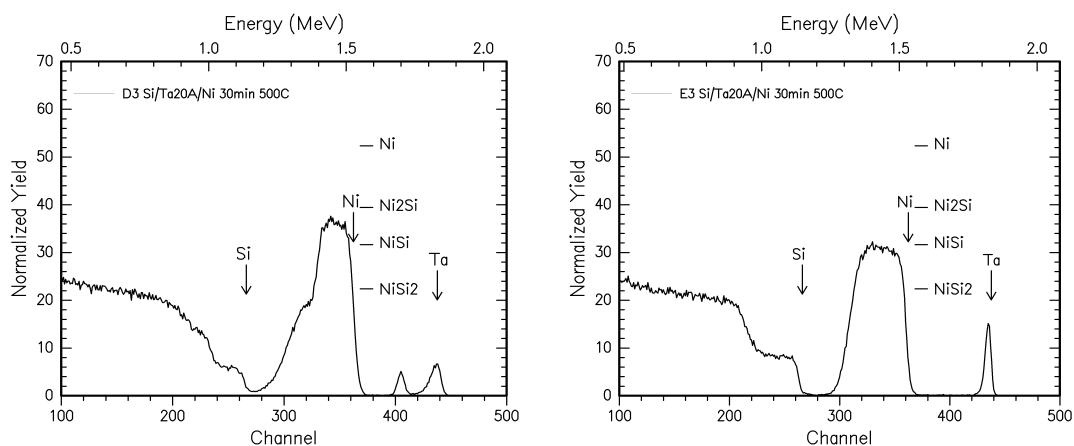 Energy (MeV)
0.5 1.0 1.5 2.0
70
60
50
40
30
20
10
0
Normalized Yield
D3 Si/Ta20A/Ni 30min 500C
Ni
Ni2Si
NiSi
NiSi2
Si
Ni
Ta
100 200 300 400 500
Channel
Energy (MeV)
0.5 1.0 1.5 2.0
70
60
50
40
30
20
10
0
Normalized Yield
E3 Si/Ta20A/Ni 30min 500C
Ni
Ni2Si
NiSi
NiSi2
Si
Ni
Ta
100 200 300 400 500
Channel